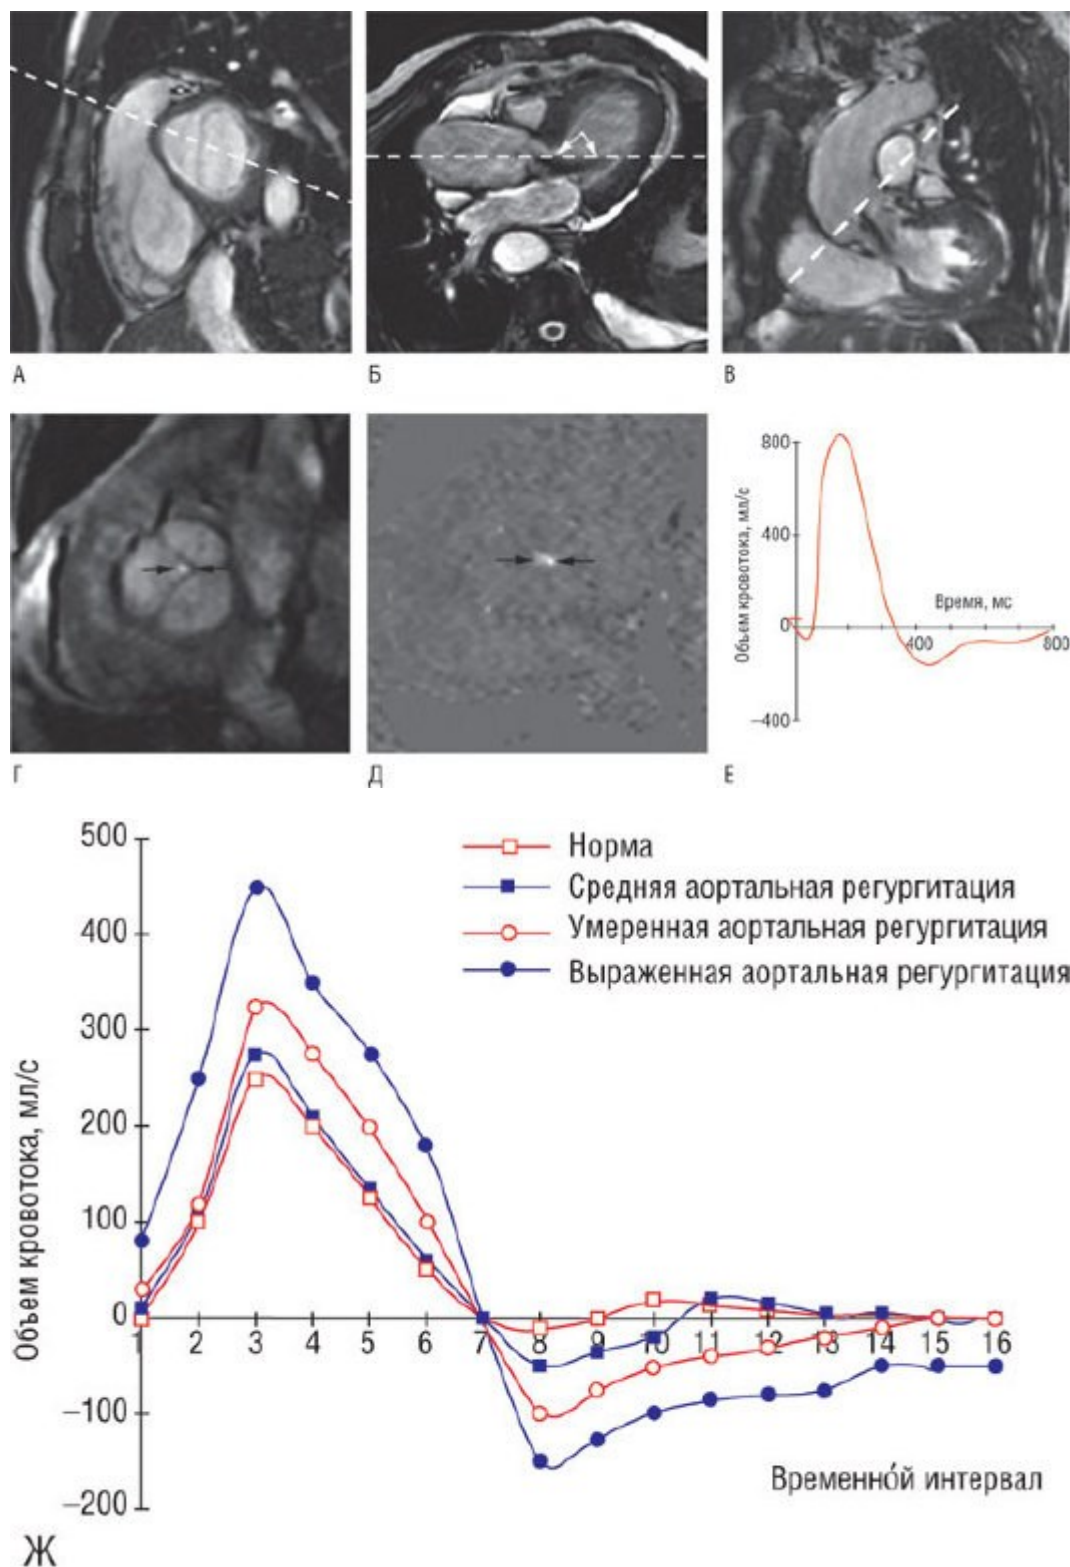 А Б В
Объем кровотока, мл/с
800
400
0
−400
Время, мс
400 800
Г Д Е
Объем кровотока, мл/с
500
400
300
200
100
0
−100
−200
Норма
Средняя аортальная регургитация
Умеренная аортальная регургитация
Выраженная аортальная регургитация
1 2 3 4 5 6 7 8 9 10 11 12 13 14 15 16
Временно́й интервал
Ж